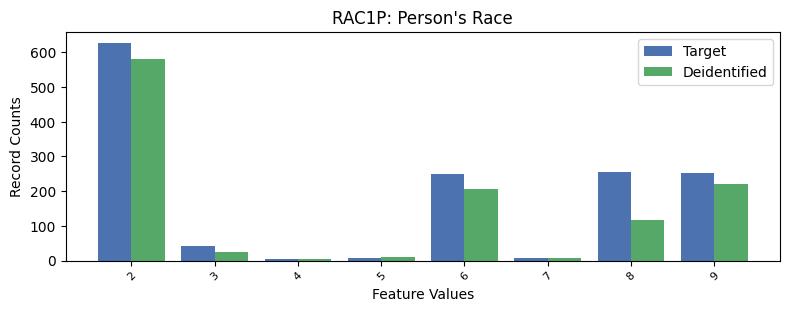 RAC1P: Person's Race
Target
Deidentified
Record Counts
600
500
400
300
200
100
0
2 3 4 5 6 7 8 9
Feature Values